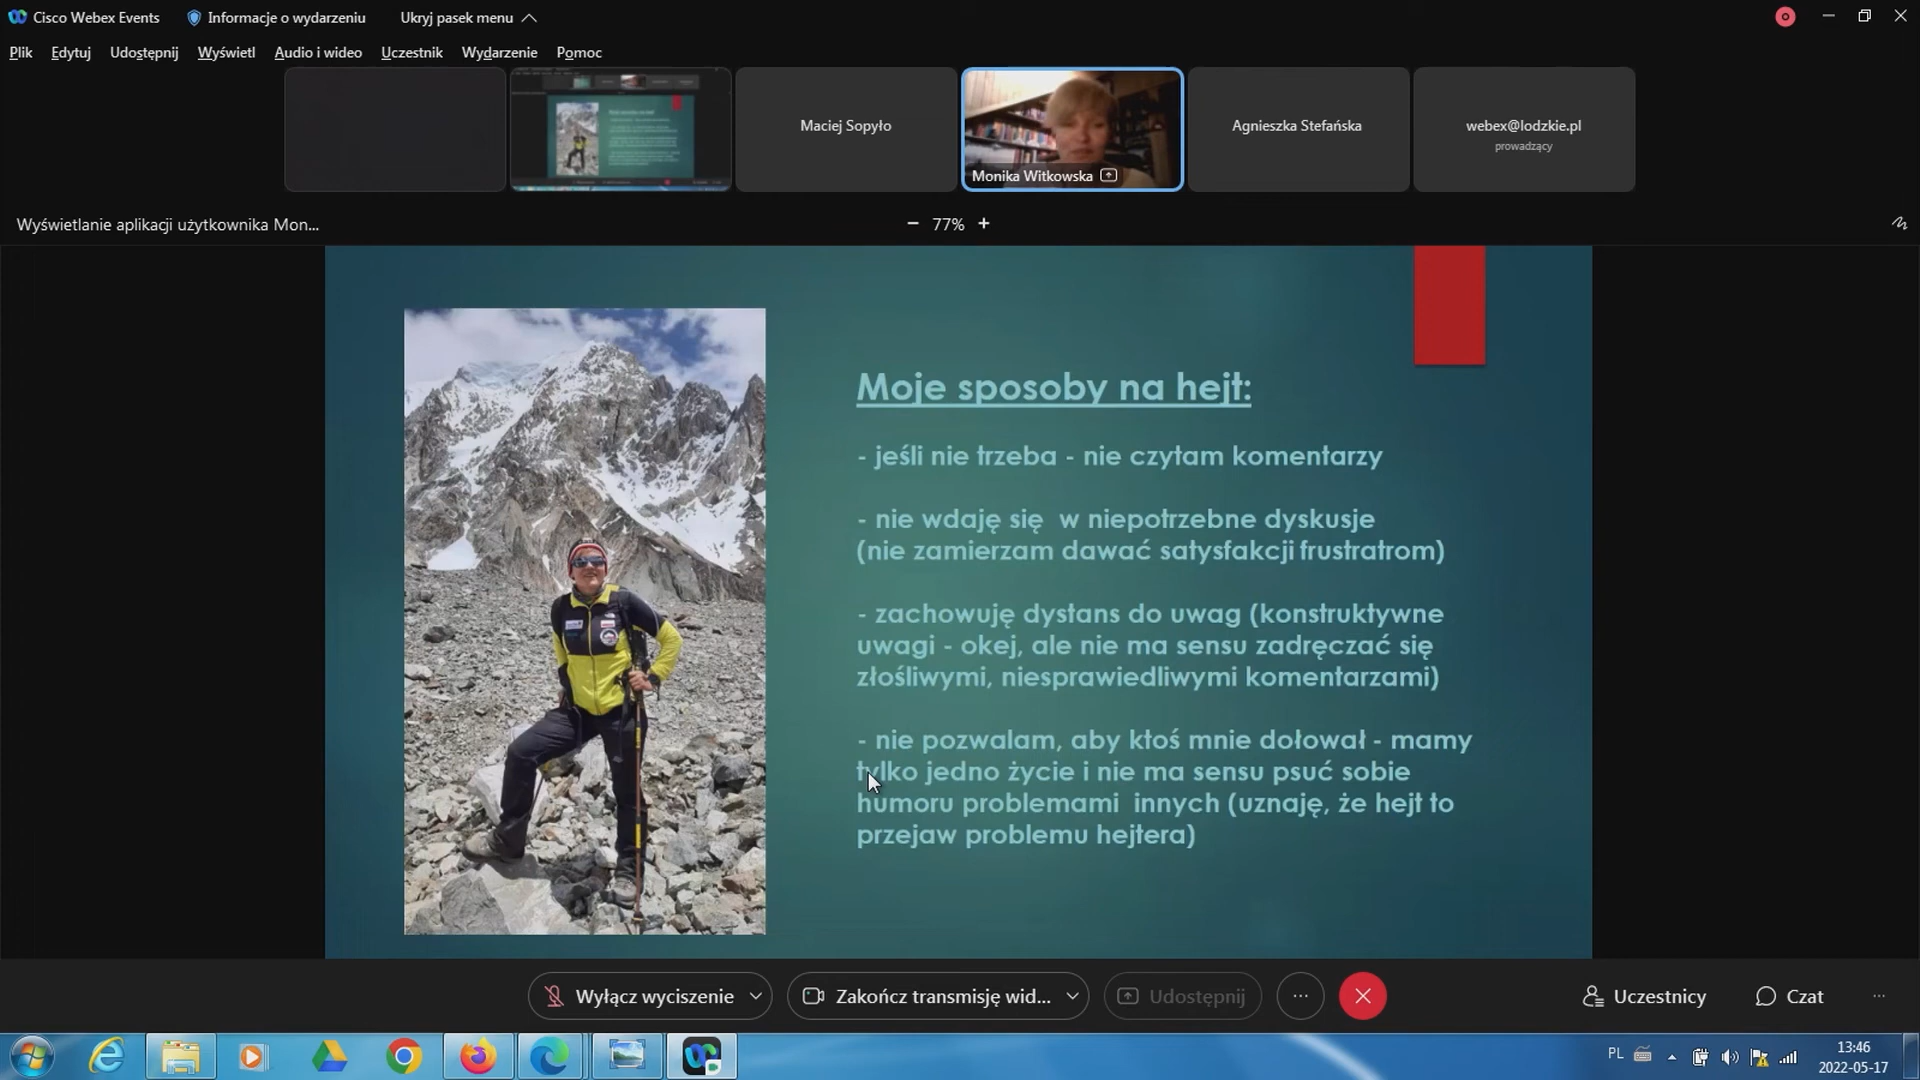 Cisco Webex Events
Informacje o wydarzeniu
Ukryj pasek menu
Plik Edytuj Udostępnij Wyświetl Audio i wideo Uczestnik Wydarzenie Pomoc
Maciej Sopyło
Monika Witkowska
Agnieszka Stefańska
webex@lodzkie.pl
prowadzący
Wyświetlanie aplikacji użytkownika Mon...
77%
Moje sposoby na hejt:
- jeśli nie trzeba - nie czytam komentarzy
- nie wdaję się w niepotrzebne dyskusje
(nie zamierzam dawać satysfakcji frustratrom)
- zachowuję dystans do uwag (konstruktywne
uwagi - okej, ale nie ma sensu zadręczać się
złośliwymi, niesprawiedliwymi komentarzami)
- nie pozwalam, aby ktoś mnie dołował - mamy
tylko jedno życie i nie ma sensu psuć sobie
humoru problemami innych (uznaję, że hejt to
przejaw problemu hejtera)
Wyłącz wyciszenie
Zakończ transmisję wid...
Udostępnij
Uczestnicy
Czat
PL
13:46
2022-05-17